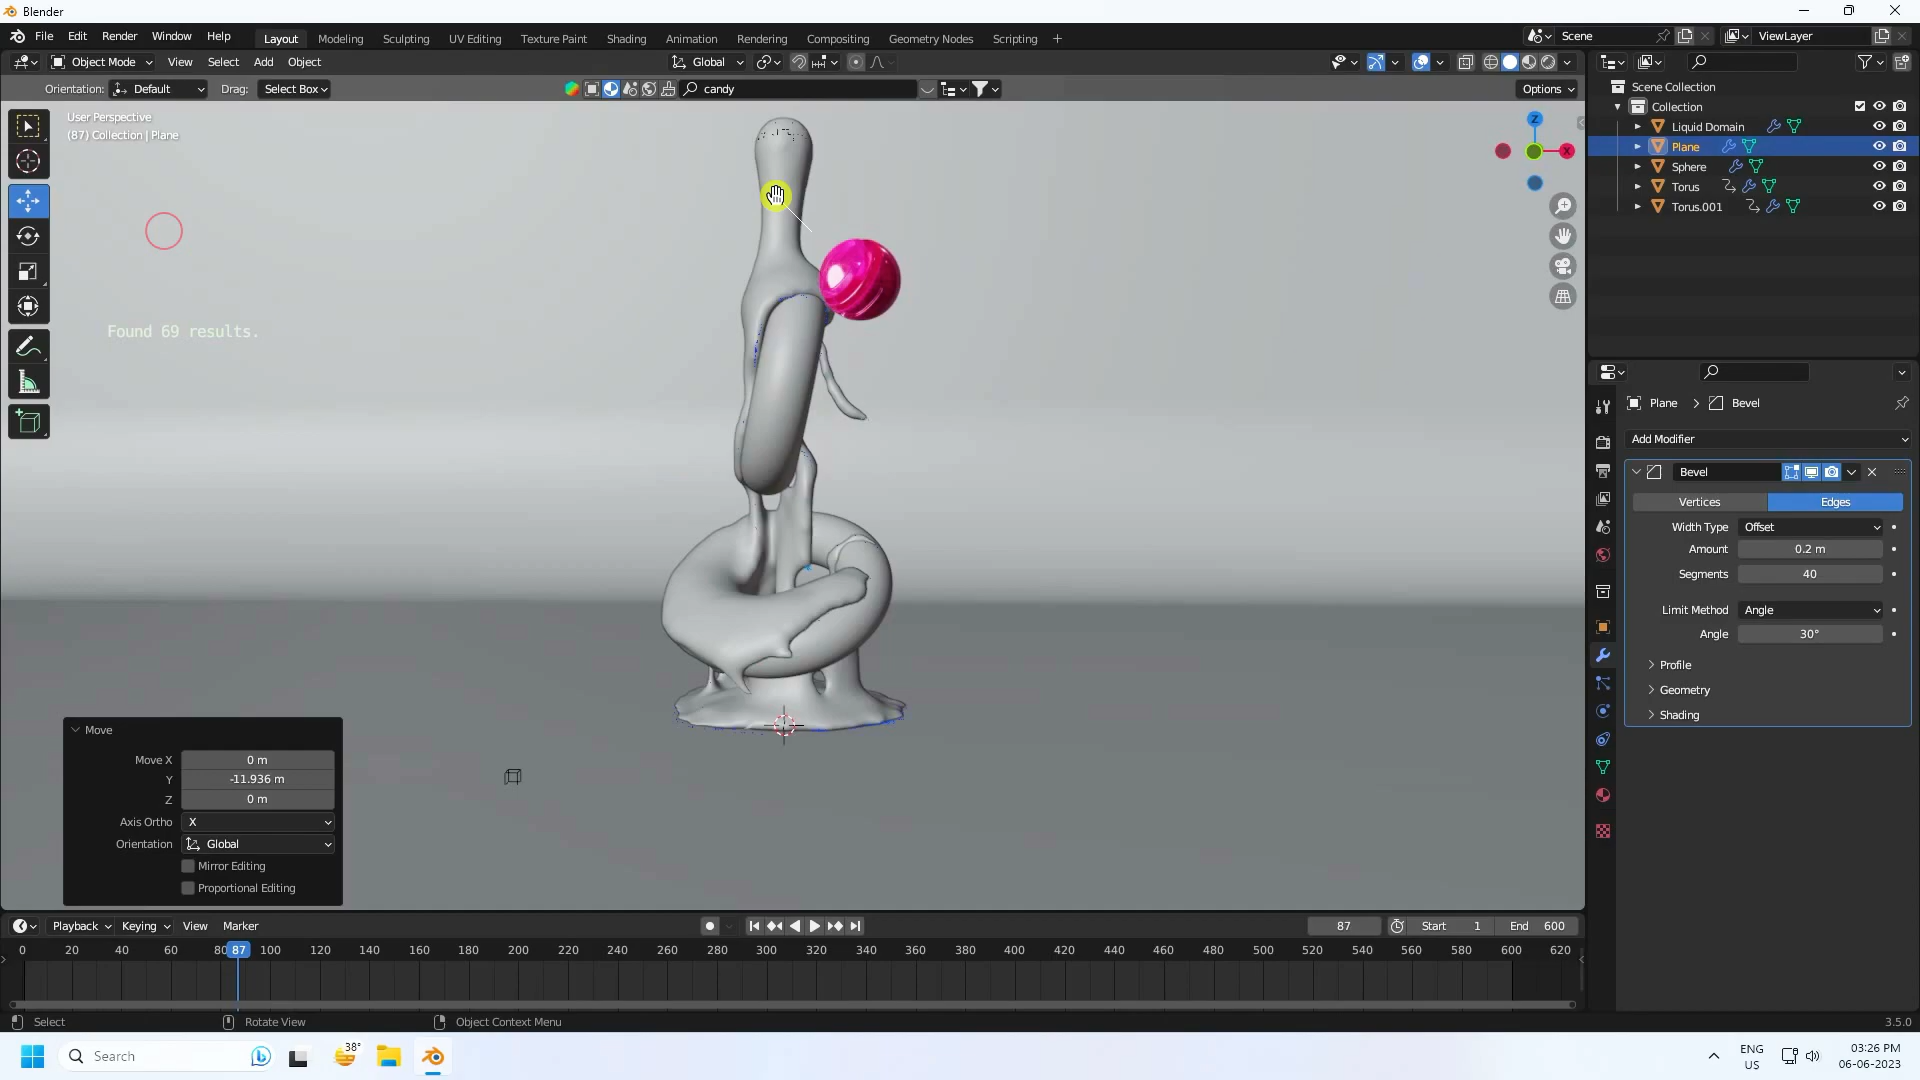 Blender
File Edit Render Window Help
Layout Modeling Sculpting UV Editing Texture Paint Shading Animation Rendering Compositing Geometry Nodes Scripting +
Scene
ViewLayer
Object Mode View Select Add Object
Global
Orientation: Default Drag: Select Box
candy
Options
User Perspective
(87) Collection | Plane
Found 69 results.
Z
X
Scene Collection
Collection
Liquid Domain
Plane
Sphere
Torus
Torus.001
Plane > Bevel
Add Modifier
Bevel
Vertices Edges
Width Type Offset
Amount 0.2 m
Segments 40
Limit Method Angle
Angle 30°
Profile
Geometry
Shading
Move
Move X 0 m
Y -11.936 m
Z 0 m
Axis Ortho X
Orientation Global
Mirror Editing
Proportional Editing
Playback Keying View Marker
87 Start 1 End 600
0 20 40 60 80 87 100 120 140 160 180 200 220 240 260 280 300 320 340 360 380 400 420 440 460 480 500 520 540 560 580 600 620
Select Rotate View Object Context Menu
3.5.0
Search
38°
ENG
US
03:26 PM
06-06-2023